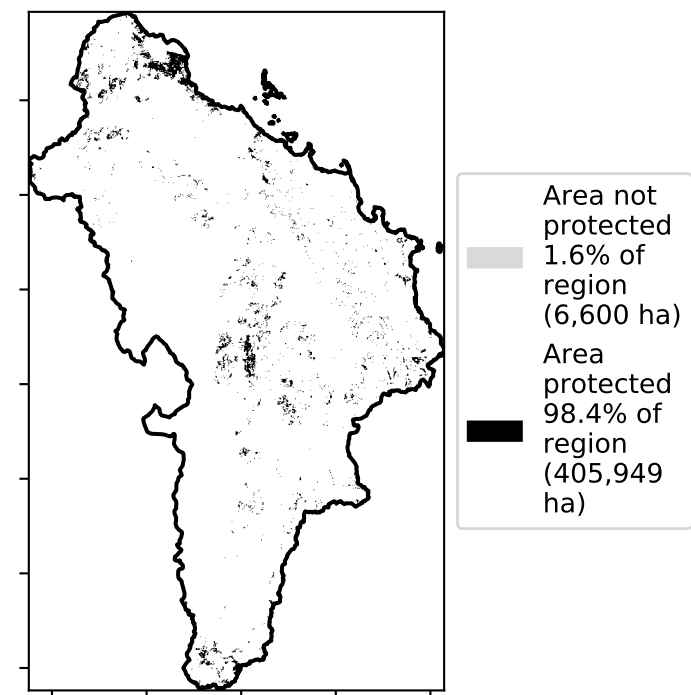 Area not
protected
1.6% of
region
(6,600 ha)
Area
protected
98.4% of
region
(405,949
ha)